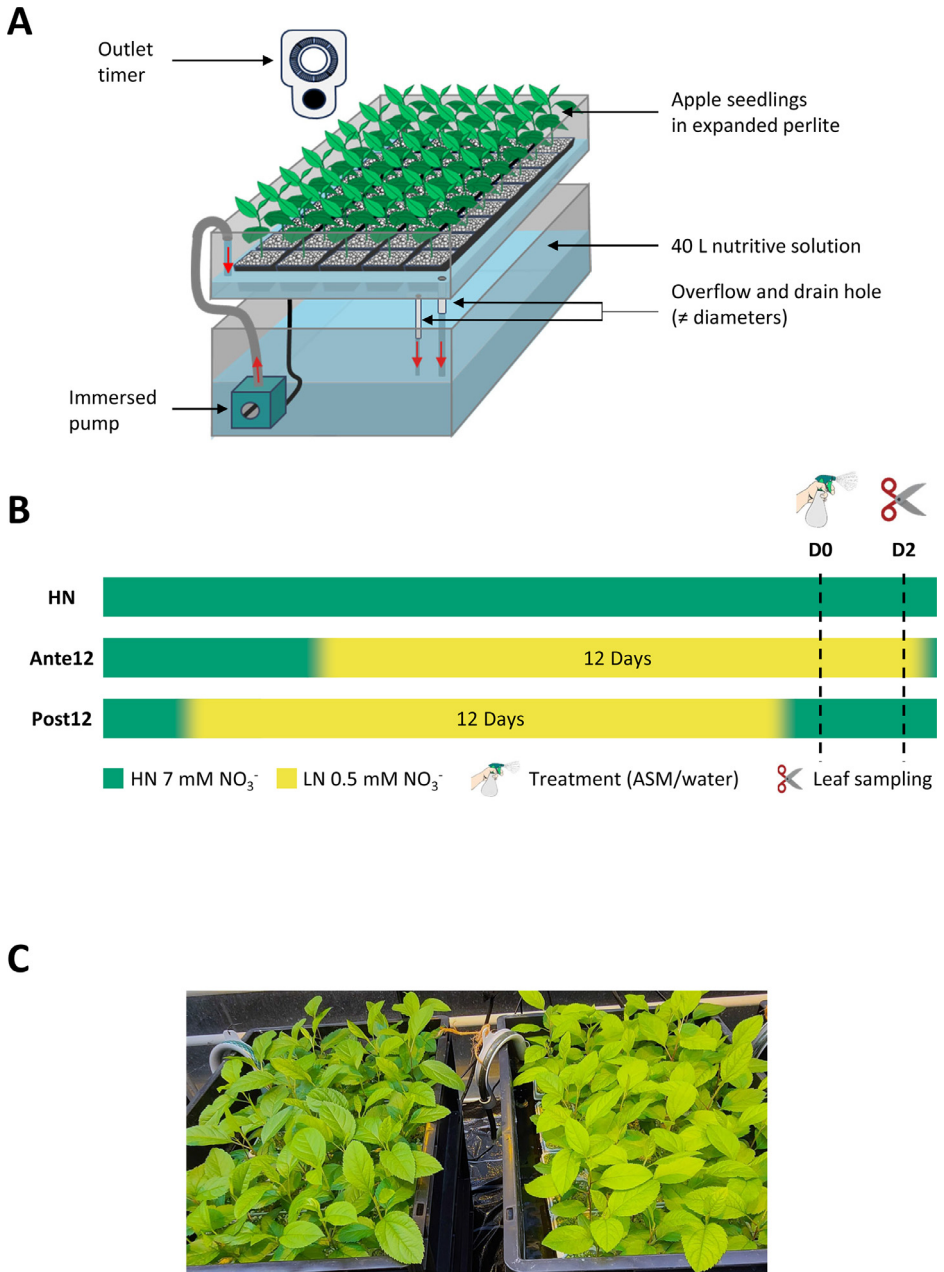 A
Outlet
timer
Apple seedlings
in expanded perlite
40 L nutritive solution
Overflow and drain hole
(≠ diameters)
Immersed
pump
B
D0
D2
HN
Ante12
12 Days
Post12
12 Days
HN 7 mM NO₃⁻
LN 0.5 mM NO₃⁻
Treatment (ASM/water)
Leaf sampling
C